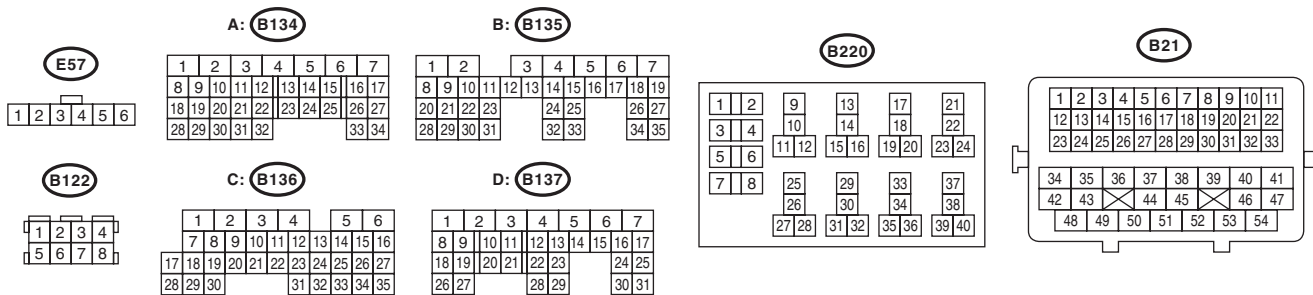 E57
1 2 3 4 5 6
B122
1 2 3 4
5 6 7 8
A: B134
1 2 3 4 5 6 7
8 9 10 11 12 13 14 15 16 17
18 19 20 21 22 23 24 25 26 27
28 29 30 31 32 33 34
B: B135
1 2 3 4 5 6 7
8 9 10 11 12 13 14 15 16 17 18 19
20 21 22 23 24 25 26 27
28 29 30 31 32 33 34 35
C: B136
1 2 3 4 5 6
7 8 9 10 11 12 13 14 15 16
17 18 19 20 21 22 23 24 25 26 27
28 29 30 31 32 33 34 35
D: B137
1 2 3 4 5 6 7
8 9 10 11 12 13 14 15 16 17
18 19 20 21 22 23 24 25
26 27 28 29 30 31
B220
1 2
3 4
5 6
7 8
9 13 17 21
10 14 18 22
11 12 15 16 19 20 23 24
25 29 33 37
26 30 34 38
27 28 31 32 35 36 39 40
B21
1 2 3 4 5 6 7 8 9 10 11
12 13 14 15 16 17 18 19 20 21 22
23 24 25 26 27 28 29 30 31 32 33
34 35 36 37 38 39 40 41
42 43 44 45 46 47
48 49 50 51 52 53 54